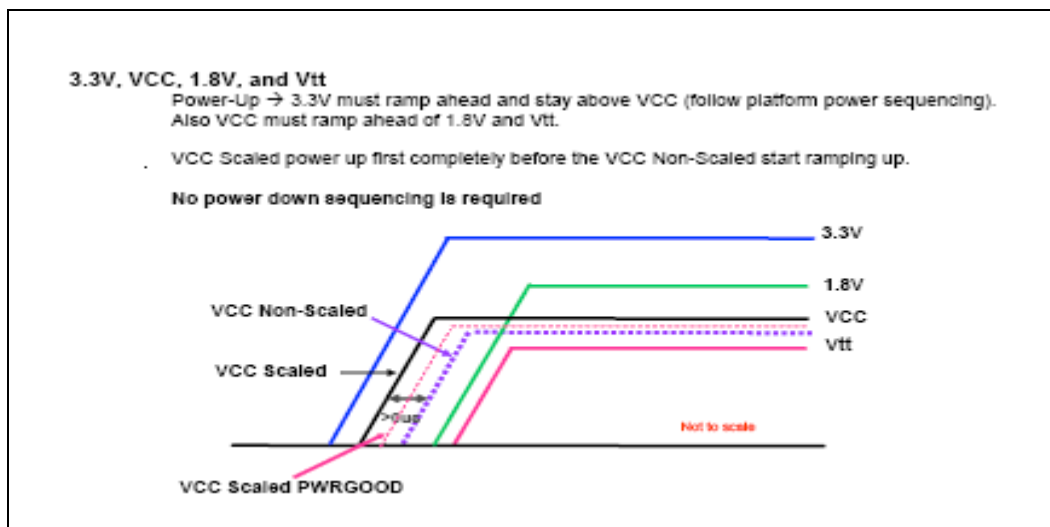 3.3V, VCC, 1.8V, and Vtt
Power-Up → 3.3V must ramp ahead and stay above VCC (follow platform power sequencing).
Also VCC must ramp ahead of 1.8V and Vtt.
VCC Scaled power up first completely before the VCC Non-Scaled start ramping up.
No power down sequencing is required
3.3V
1.8V
VCC Non-Scaled
VCC
Vtt
VCC Scaled
Not to scale
VCC Scaled PWRGOOD